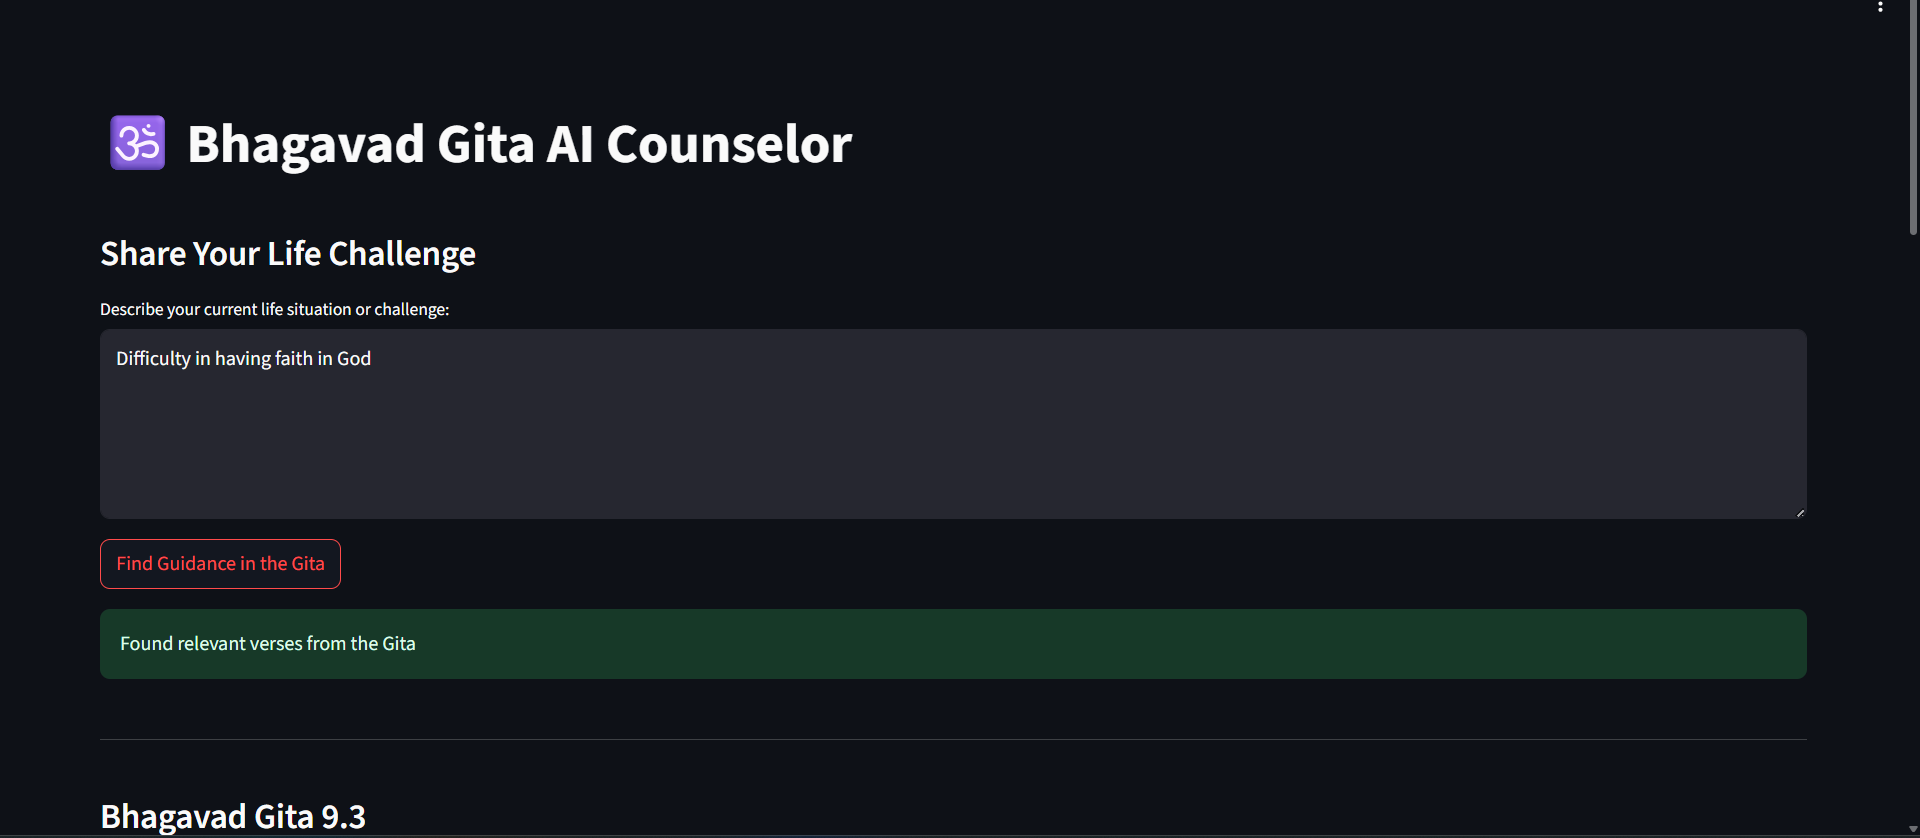 🕉 Bhagavad Gita AI Counselor
Share Your Life Challenge
Describe your current life situation or challenge:
Difficulty in having faith in God
Find Guidance in the Gita
Found relevant verses from the Gita
Bhagavad Gita 9.3